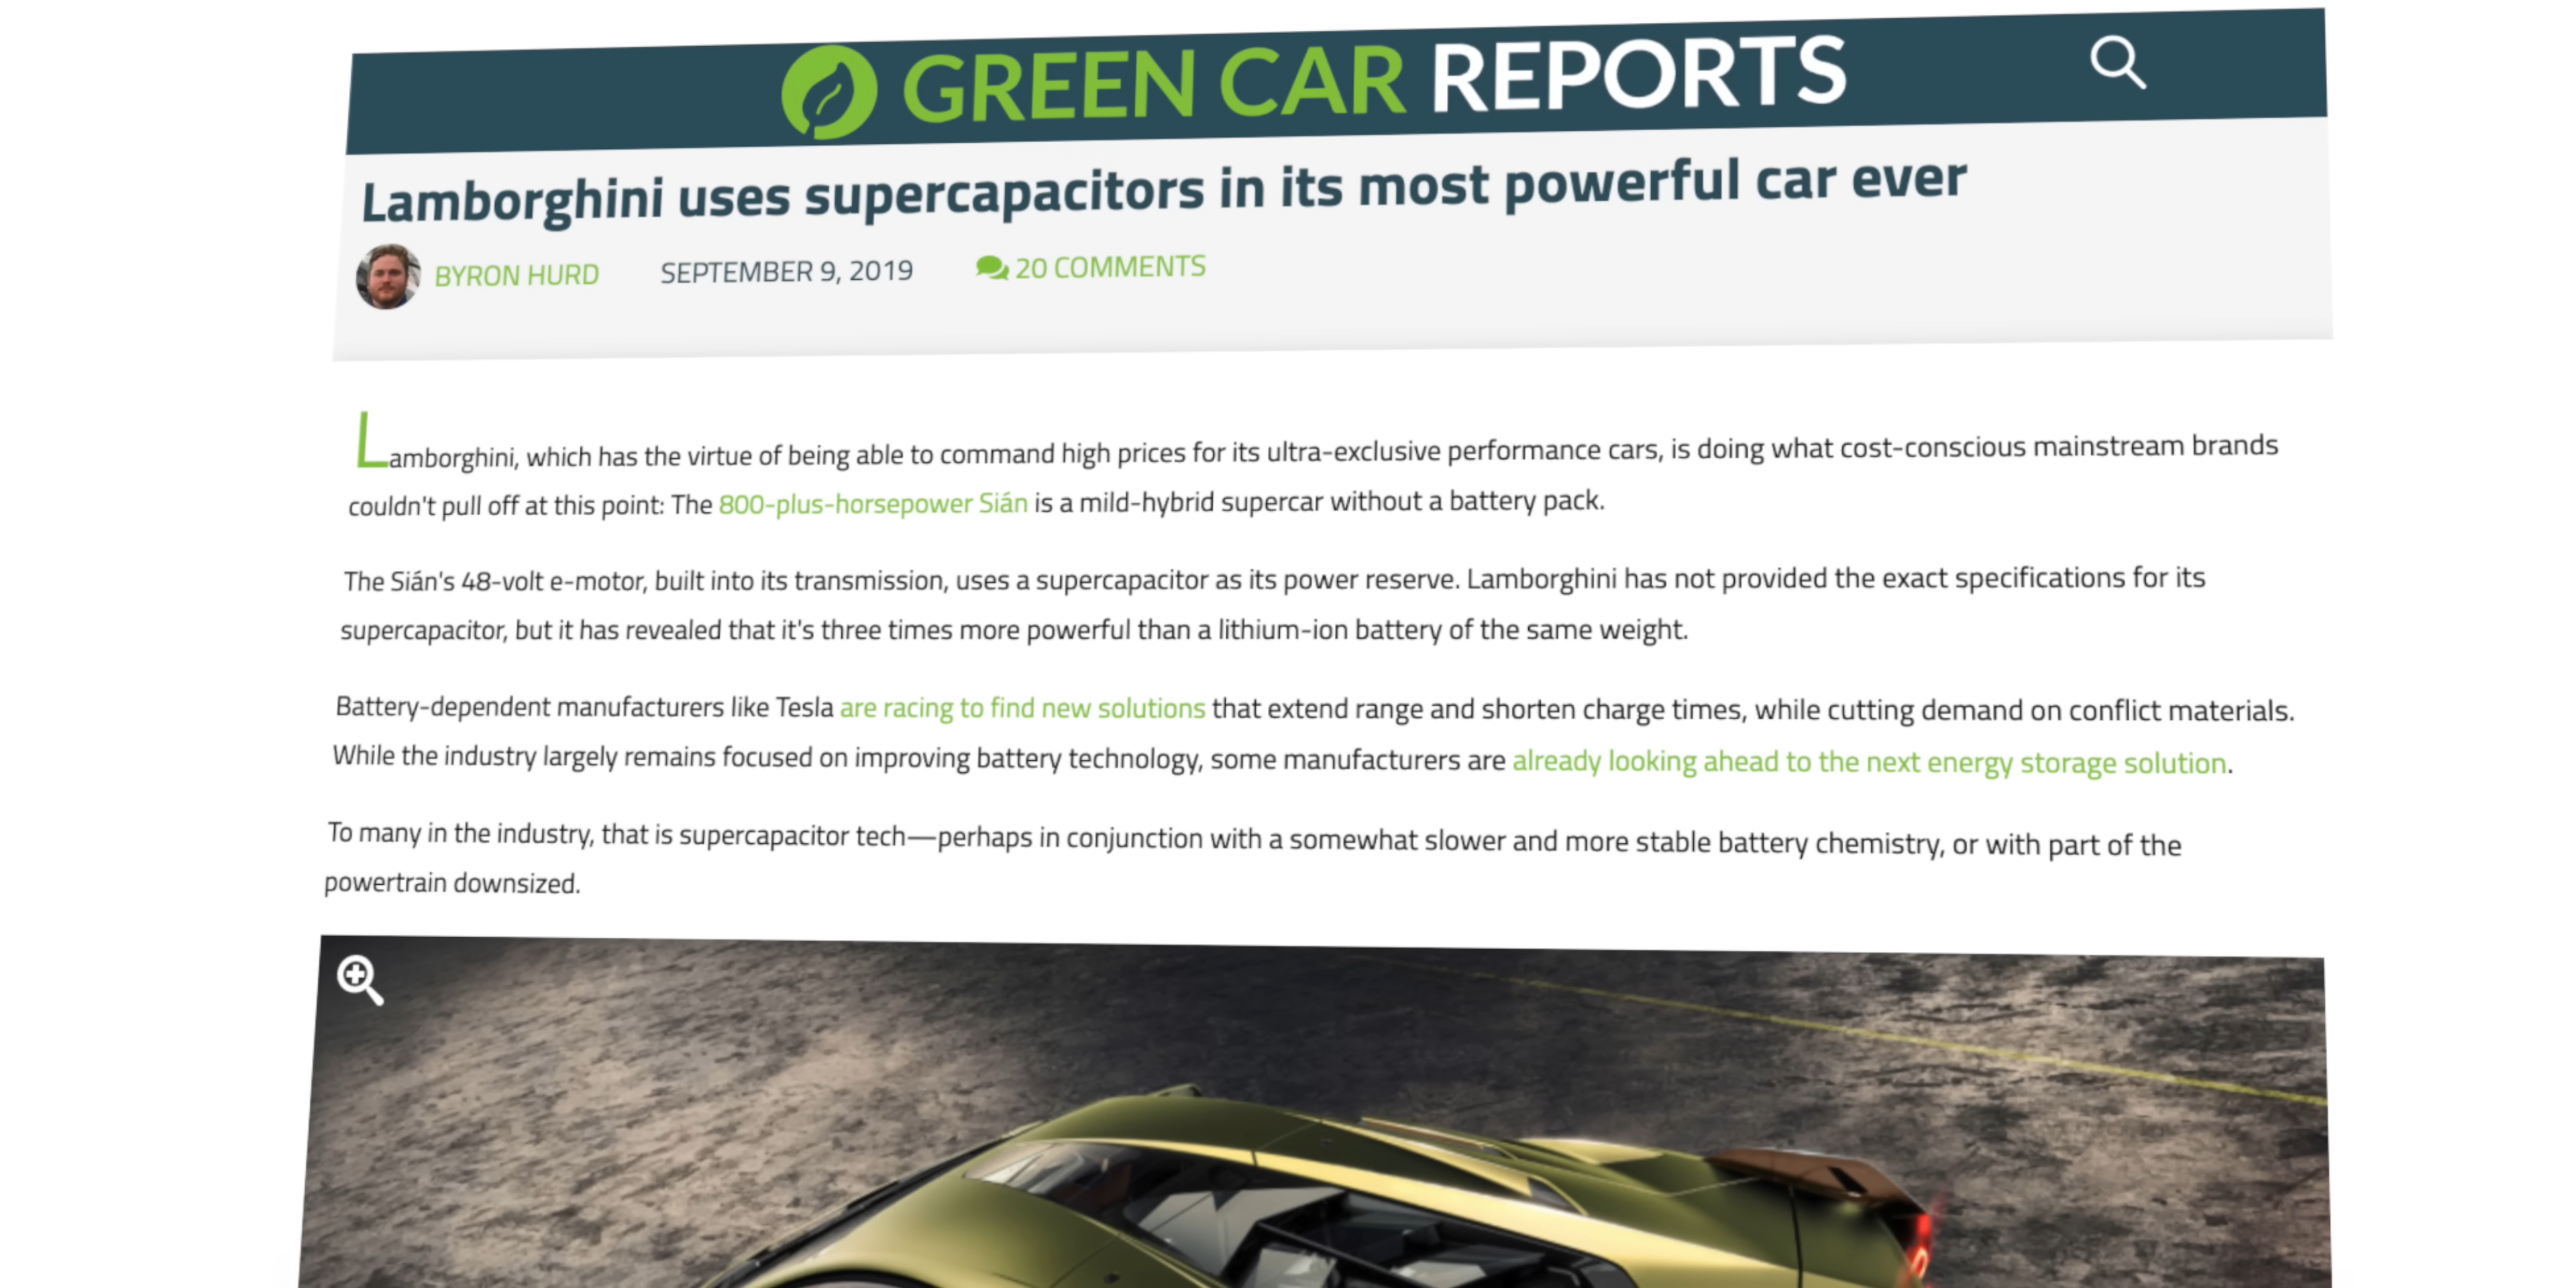 GREEN CAR REPORTS
Lamborghini uses supercapacitors in its most powerful car ever
BYRON HURD SEPTEMBER 9, 2019 20 COMMENTS
Lamborghini, which has the virtue of being able to command high prices for its ultra-exclusive performance cars, is doing what cost-conscious mainstream brands
couldn't pull off at this point: The 800-plus-horsepower Sián is a mild-hybrid supercar without a battery pack.
The Sián's 48-volt e-motor, built into its transmission, uses a supercapacitor as its power reserve. Lamborghini has not provided the exact specifications for its
supercapacitor, but it has revealed that it's three times more powerful than a lithium-ion battery of the same weight.
Battery-dependent manufacturers like Tesla are racing to find new solutions that extend range and shorten charge times, while cutting demand on conflict materials.
While the industry largely remains focused on improving battery technology, some manufacturers are already looking ahead to the next energy storage solution.
To many in the industry, that is supercapacitor tech—perhaps in conjunction with a somewhat slower and more stable battery chemistry, or with part of the
powertrain downsized.